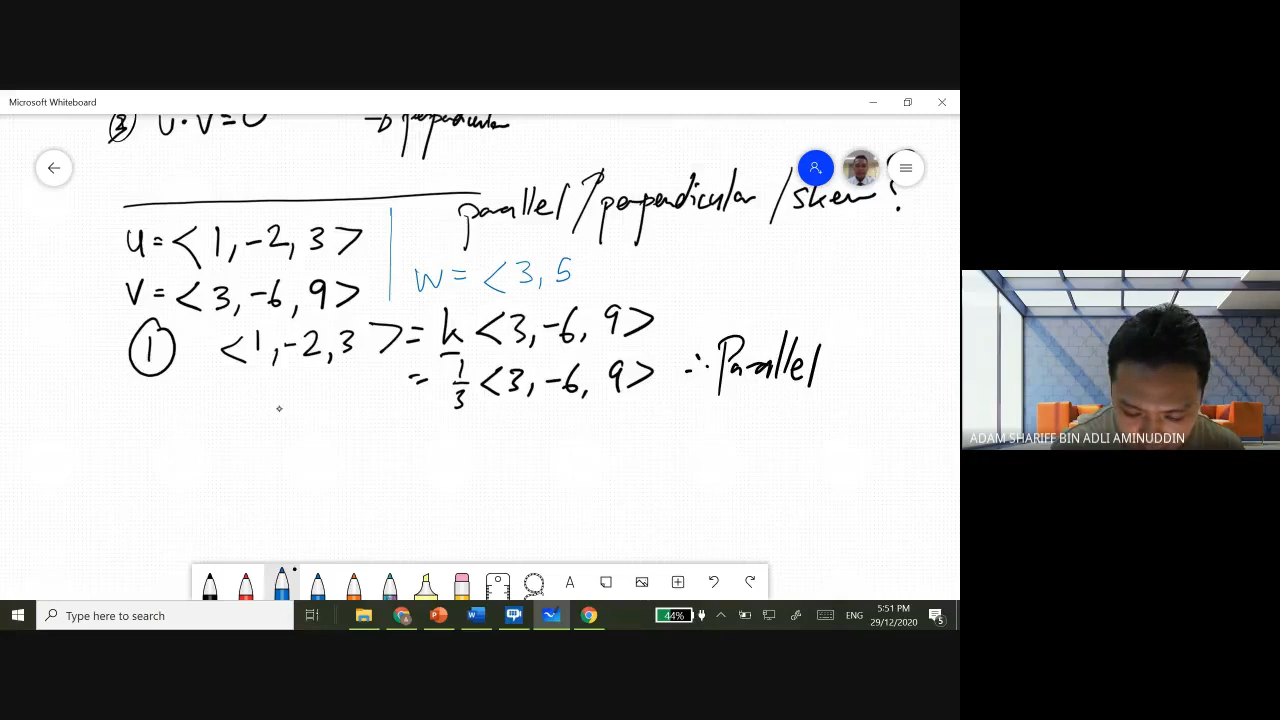 Microsoft Whiteboard
② U · V = 0 → perpendicular
parallel / perpendicular / skew ?
u = < 1, -2, 3 >
w = < 3, 5
v = < 3, -6, 9 >
① < 1, -2, 3 > = k < 3, -6, 9 >
= 1/3 < 3, -6, 9 > ∴ Parallel
ADAM SHARIFF BIN ADLI AMINUDDIN
Type here to search
44%
ENG
5:51 PM
29/12/2020
5